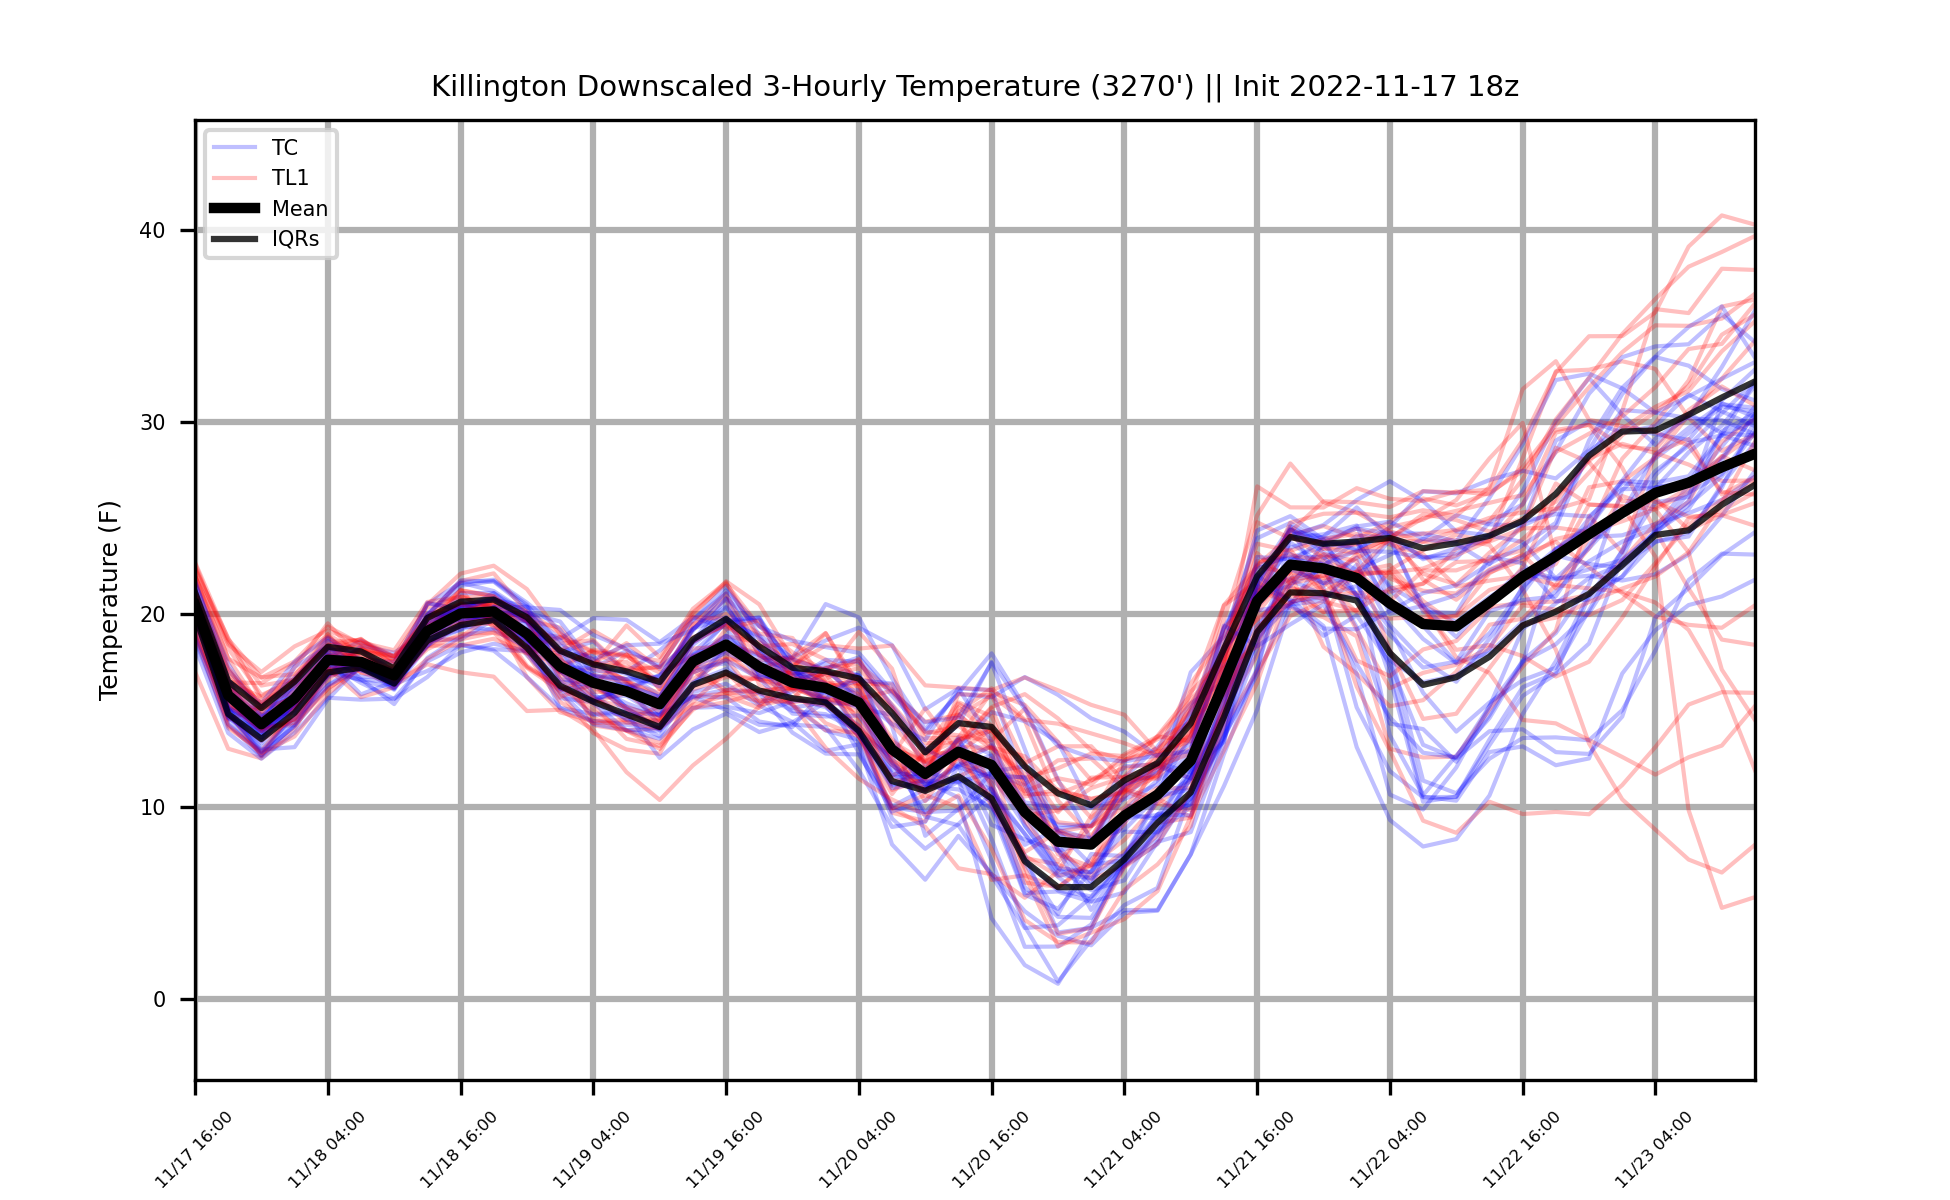 Killington Downscaled 3-Hourly Temperature (3270') || Init 2022-11-17 18z
TC
TL1
Mean
IQRs
Temperature (F)
40
30
20
10
0
11/17 16:00
11/18 04:00
11/18 16:00
11/19 04:00
11/19 16:00
11/20 04:00
11/20 16:00
11/21 04:00
11/21 16:00
11/22 04:00
11/22 16:00
11/23 04:00